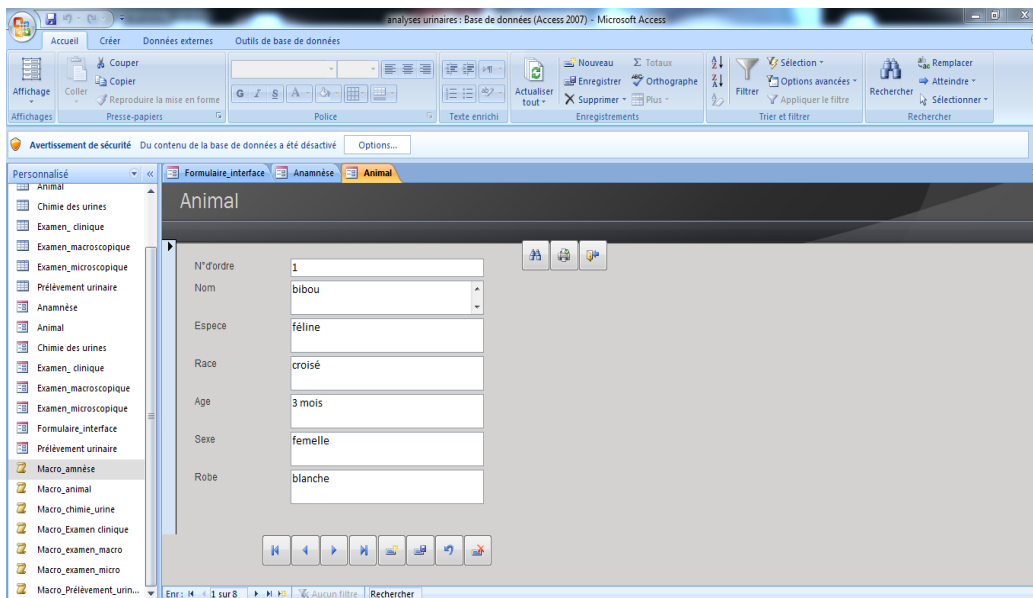 analyses urinaires : Base de données (Access 2007) - Microsoft Access
Accueil Créer Données externes Outils de base de données
Affichage
Affichages
Coller
Couper
Copier
Reproduire la mise en forme
Presse-papiers
G I S A
Police
Texte enrichi
Actualiser
tout
Nouveau Σ Totaux
Enregistrer Orthographe
Supprimer Plus
Enregistrements
Filtrer
Sélection
Options avancées
Appliquer le filtre
Trier et filtrer
Rechercher
Remplacer
Atteindre
Sélectionner
Rechercher
Avertissement de sécurité Du contenu de la base de données a été désactivé Options...
Personnalisé
Animal
Chimie des urines
Examen_ clinique
Examen_macroscopique
Examen_microscopique
Prélèvement urinaire
Anamnèse
Animal
Chimie des urines
Examen_ clinique
Examen_macroscopique
Examen_microscopique
Formulaire_interface
Prélèvement urinaire
Macro_amnèse
Macro_animal
Macro_chimie_urine
Macro_Examen clinique
Macro_examen_macro
Macro_examen_micro
Macro_Prélèvement_urin...
Formulaire_interface Anamnèse Animal
Animal
N°d'ordre 1
Nom bibou
Espece féline
Race croisé
Age 3 mois
Sexe femelle
Robe blanche
Enr : 1 sur 8 Aucun filtre Rechercher